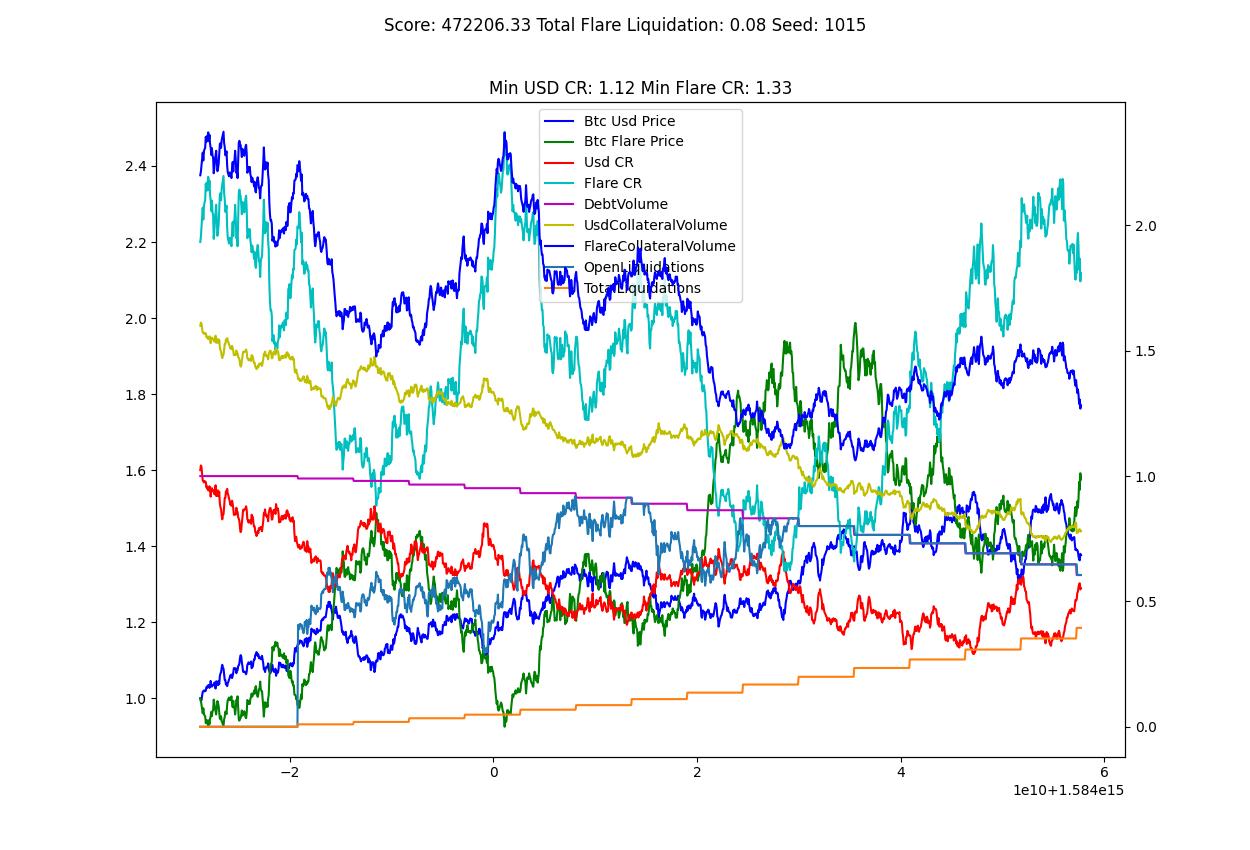 Score: 472206.33 Total Flare Liquidation: 0.08 Seed: 1015
Min USD CR: 1.12 Min Flare CR: 1.33
Btc Usd Price
Btc Flare Price
Usd CR
Flare CR
DebtVolume
UsdCollateralVolume
FlareCollateralVolume
OpenLiquidations
TotalLiquidations
2.4
2.2
2.0
1.8
1.6
1.4
1.2
1.0
2.0
1.5
1.0
0.5
0.0
−2
0
2
4
6
1e10+1.584e15